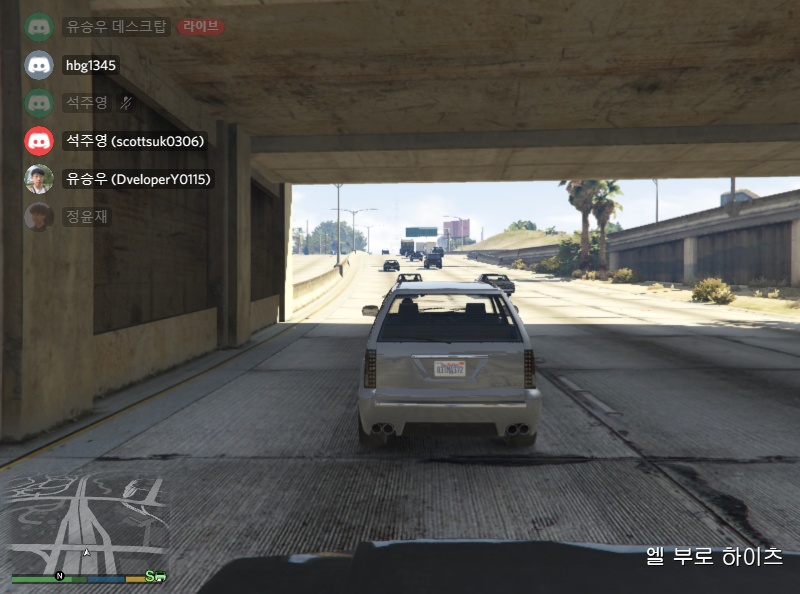 유승우 데스크탑 라이브
hbg1345
석주영
석주영 (scottsuk0306)
유승우 (DveloperY0115)
정윤재
N
엘 부로 하이츠